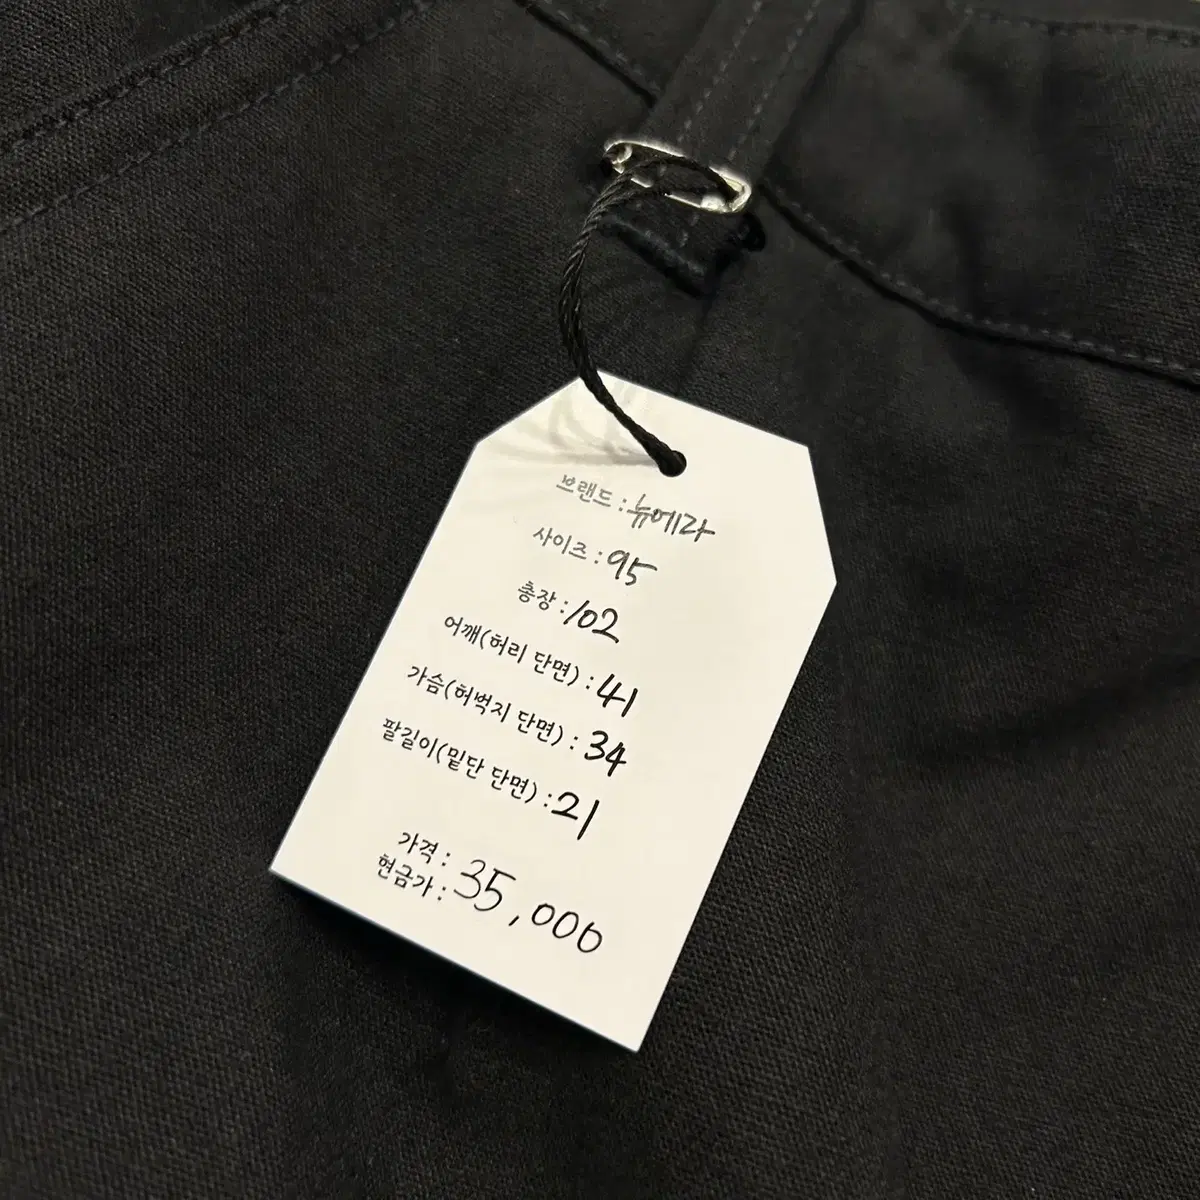 브랜드 : 뉴에라
사이즈 : 95
총장 : 102
어깨(허리 단면) : 41
가슴(허벅지 단면) : 34
팔길이(밑단 단면) : 21
가격 :
현금가 : 35,000